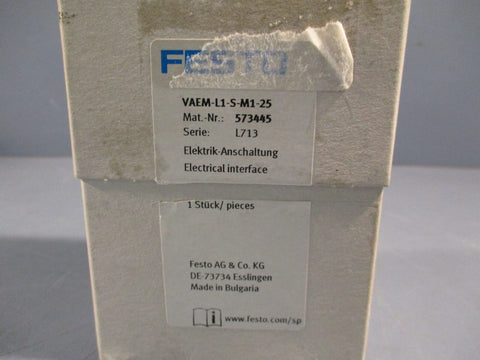 FESTO
VAEM-L1-S-M1-25
Mat.-Nr.: 573445
Serie: L713
Elektrik-Anschaltung
Electrical interface
1 Stück/ pieces
Festo AG & Co. KG
DE-73734 Esslingen
Made in Bulgaria
www.festo.com/sp